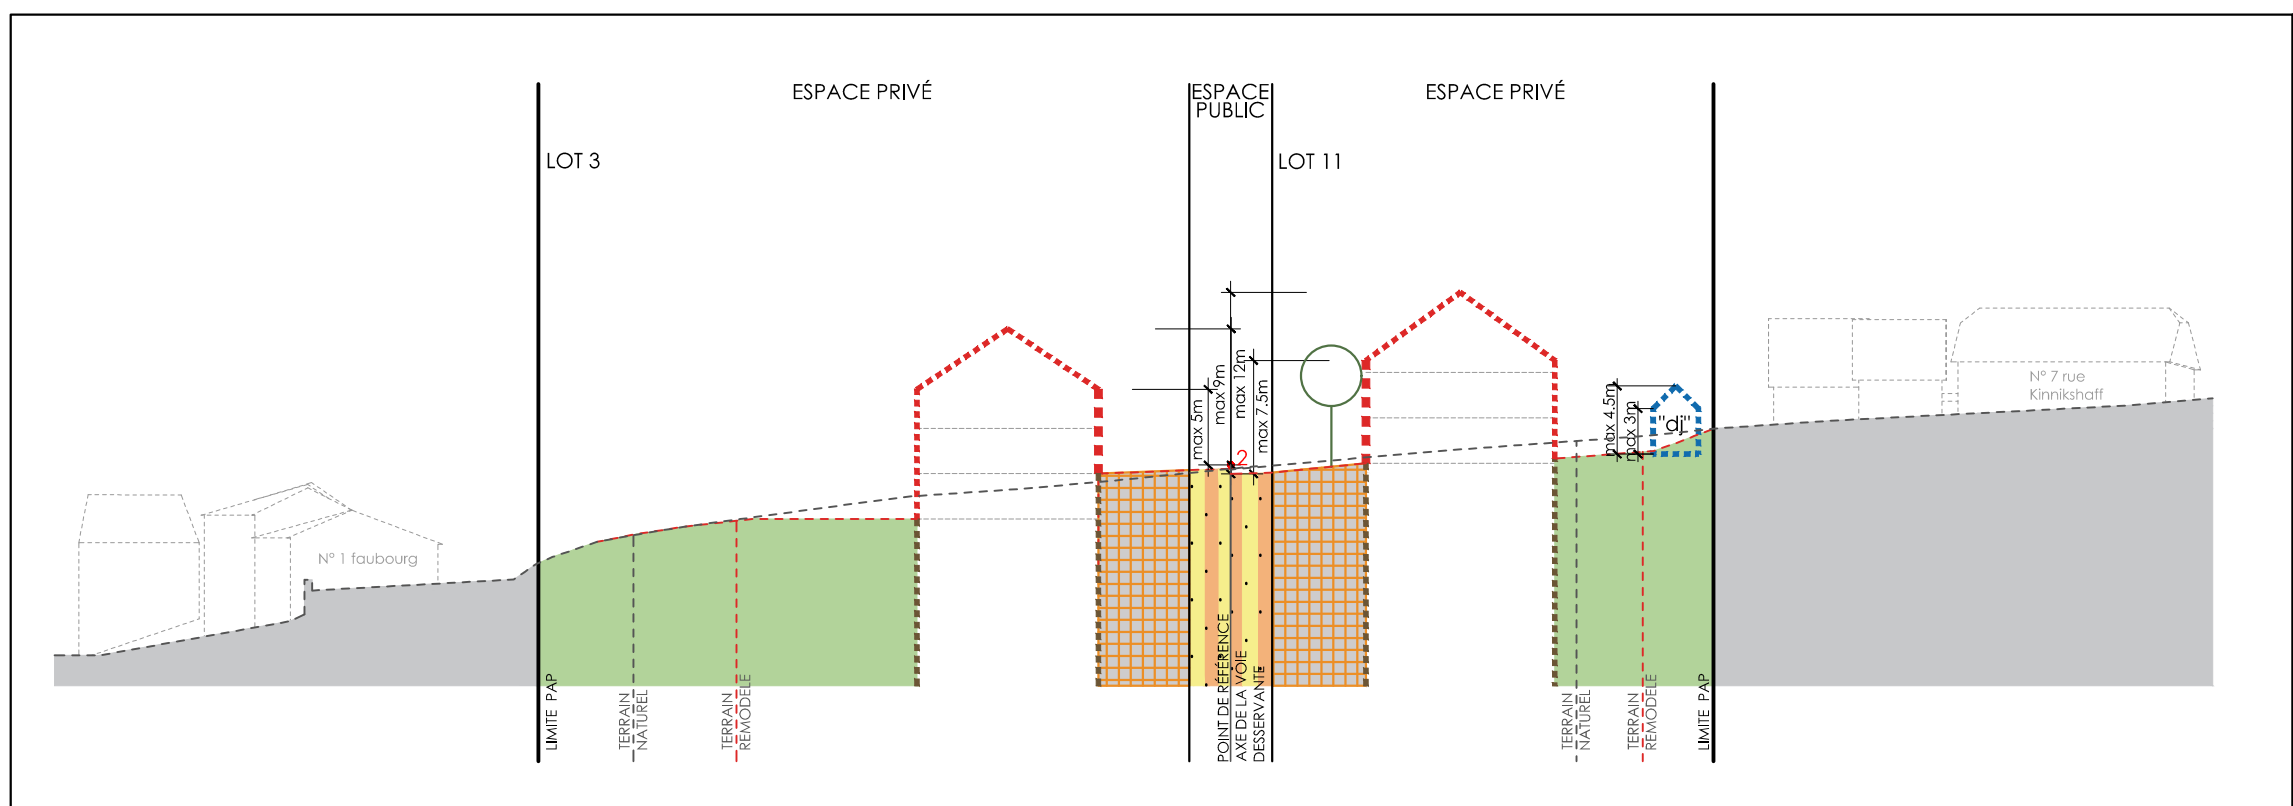 ESPACE PRIVÉ
ESPACE
PUBLIC
ESPACE PRIVÉ
LOT 3
LOT 11
max 5m
max 9m
max 12m
max 7.5m
2
max 4.5m
max 3m
"dj"
N° 1 faubourg
N° 7 rue
Kinnikshaff
LIMITE PAP
TERRAIN
NATUREL
TERRAIN
REMODELE
POINT DE RÉFÉRENCE
AXE DE LA VOIE
DESSERVANTE
TERRAIN
NATUREL
TERRAIN
REMODELE
LIMITE PAP